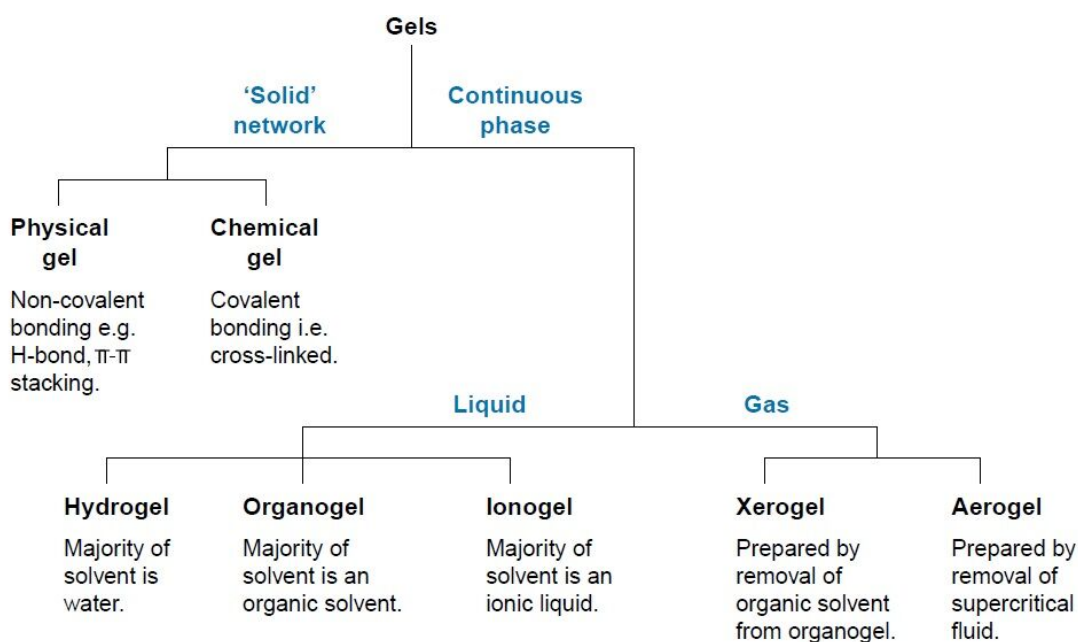 Gels
'Solid'
network
Continuous
phase
Physical
gel
Non-covalent
bonding e.g.
H-bond, π-π
stacking.
Chemical
gel
Covalent
bonding i.e.
cross-linked.
Liquid
Gas
Hydrogel
Majority of
solvent is
water.
Organogel
Majority of
solvent is an
organic solvent.
Ionogel
Majority of
solvent is an
ionic liquid.
Xerogel
Prepared by
removal of
organic solvent
from organogel.
Aerogel
Prepared by
removal of
supercritical
fluid.